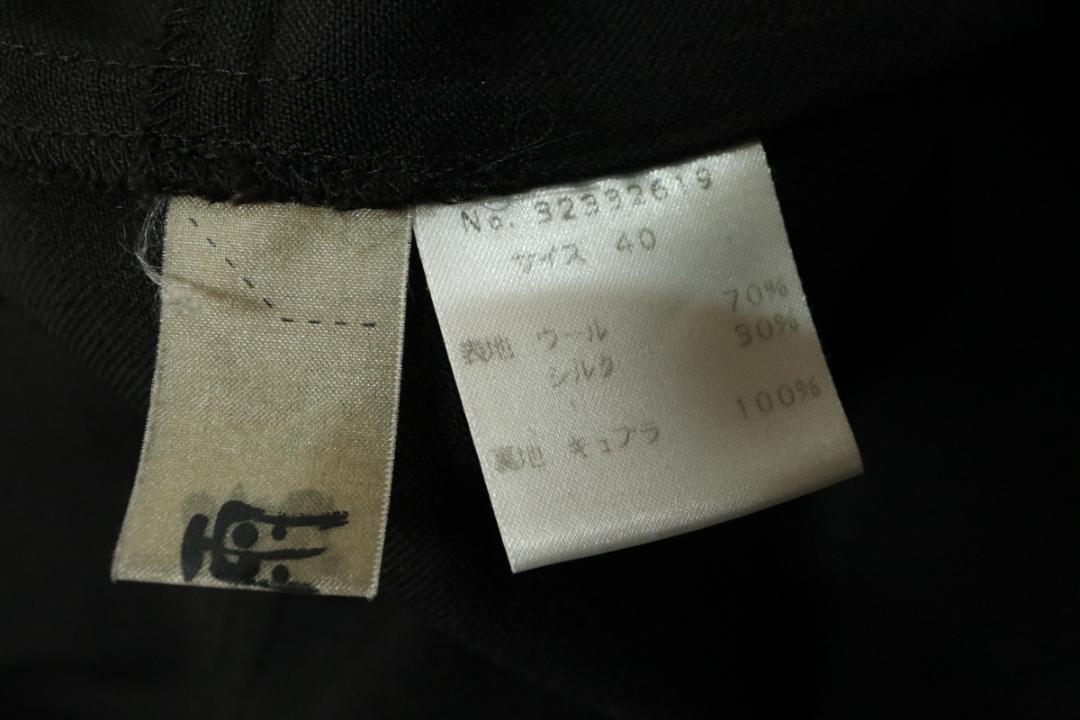 No. 32332619
サイズ 40
70%
表地 ウール 30%
シルク
100%
裏地 キュプラ